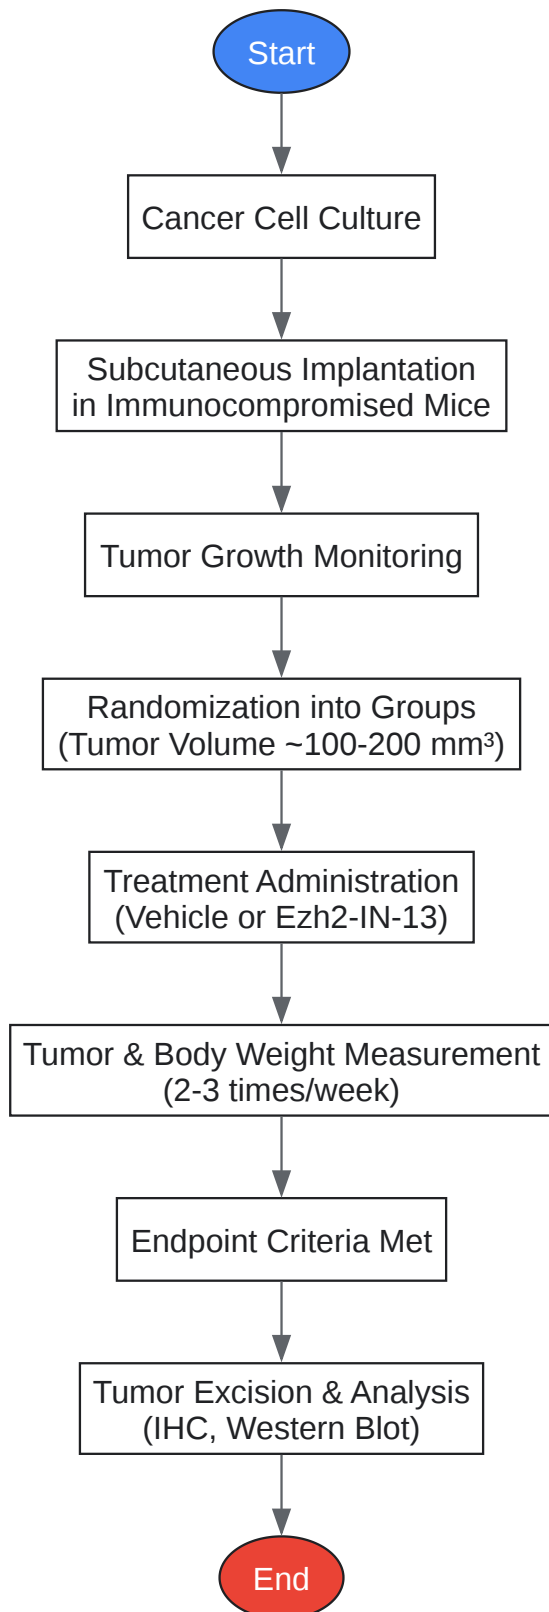 Start
Cancer Cell Culture
Subcutaneous Implantation
in Immunocompromised Mice
Tumor Growth Monitoring
Randomization into Groups
(Tumor Volume ~100-200 mm³)
Treatment Administration
(Vehicle or Ezh2-IN-13)
Tumor & Body Weight Measurement
(2-3 times/week)
Endpoint Criteria Met
Tumor Excision & Analysis
(IHC, Western Blot)
End